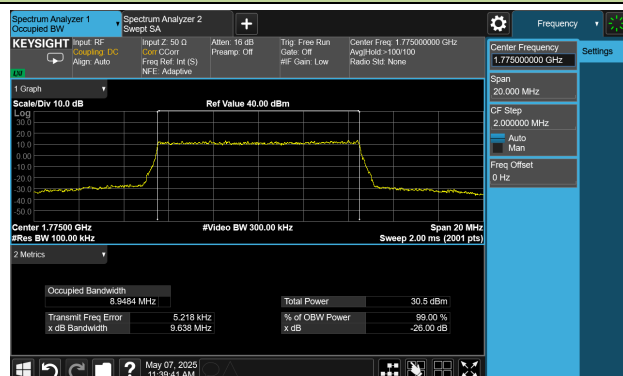 Spectrum Analyzer 1
Occupied BW
Spectrum Analyzer 2
Swept SA
Frequency
KEYSIGHT
Input: RF
Coupling: DC
Align: Auto
Input Z: 50 Ω
Corr CCorr
Freq Ref: Int (S)
NFE: Adaptive
Atten: 16 dB
Preamp: Off
Trig: Free Run
Gate: Off
#IF Gain: Low
Center Freq: 1.775000000 GHz
Avg|Hold:>100/100
Radio Std: None
LXI
1 Graph
Scale/Div 10.0 dB
Ref Value 40.00 dBm
Log
30.0
20.0
10.0
0.00
-10.0
-20.0
-30.0
-40.0
-50.0
Center 1.77500 GHz
#Video BW 300.00 kHz
Span 20 MHz
#Res BW 100.00 kHz
Sweep 2.00 ms (2001 pts)
2 Metrics
Occupied Bandwidth
8.9484 MHz
Total Power 30.5 dBm
Transmit Freq Error 5.218 kHz
% of OBW Power 99.00 %
x dB Bandwidth 9.638 MHz
x dB -26.00 dB
May 07, 2025
11:39:41 AM
Center Frequency
1.775000000 GHz
Settings
Span
20.000 MHz
CF Step
2.000000 MHz
Auto
Man
Freq Offset
0 Hz